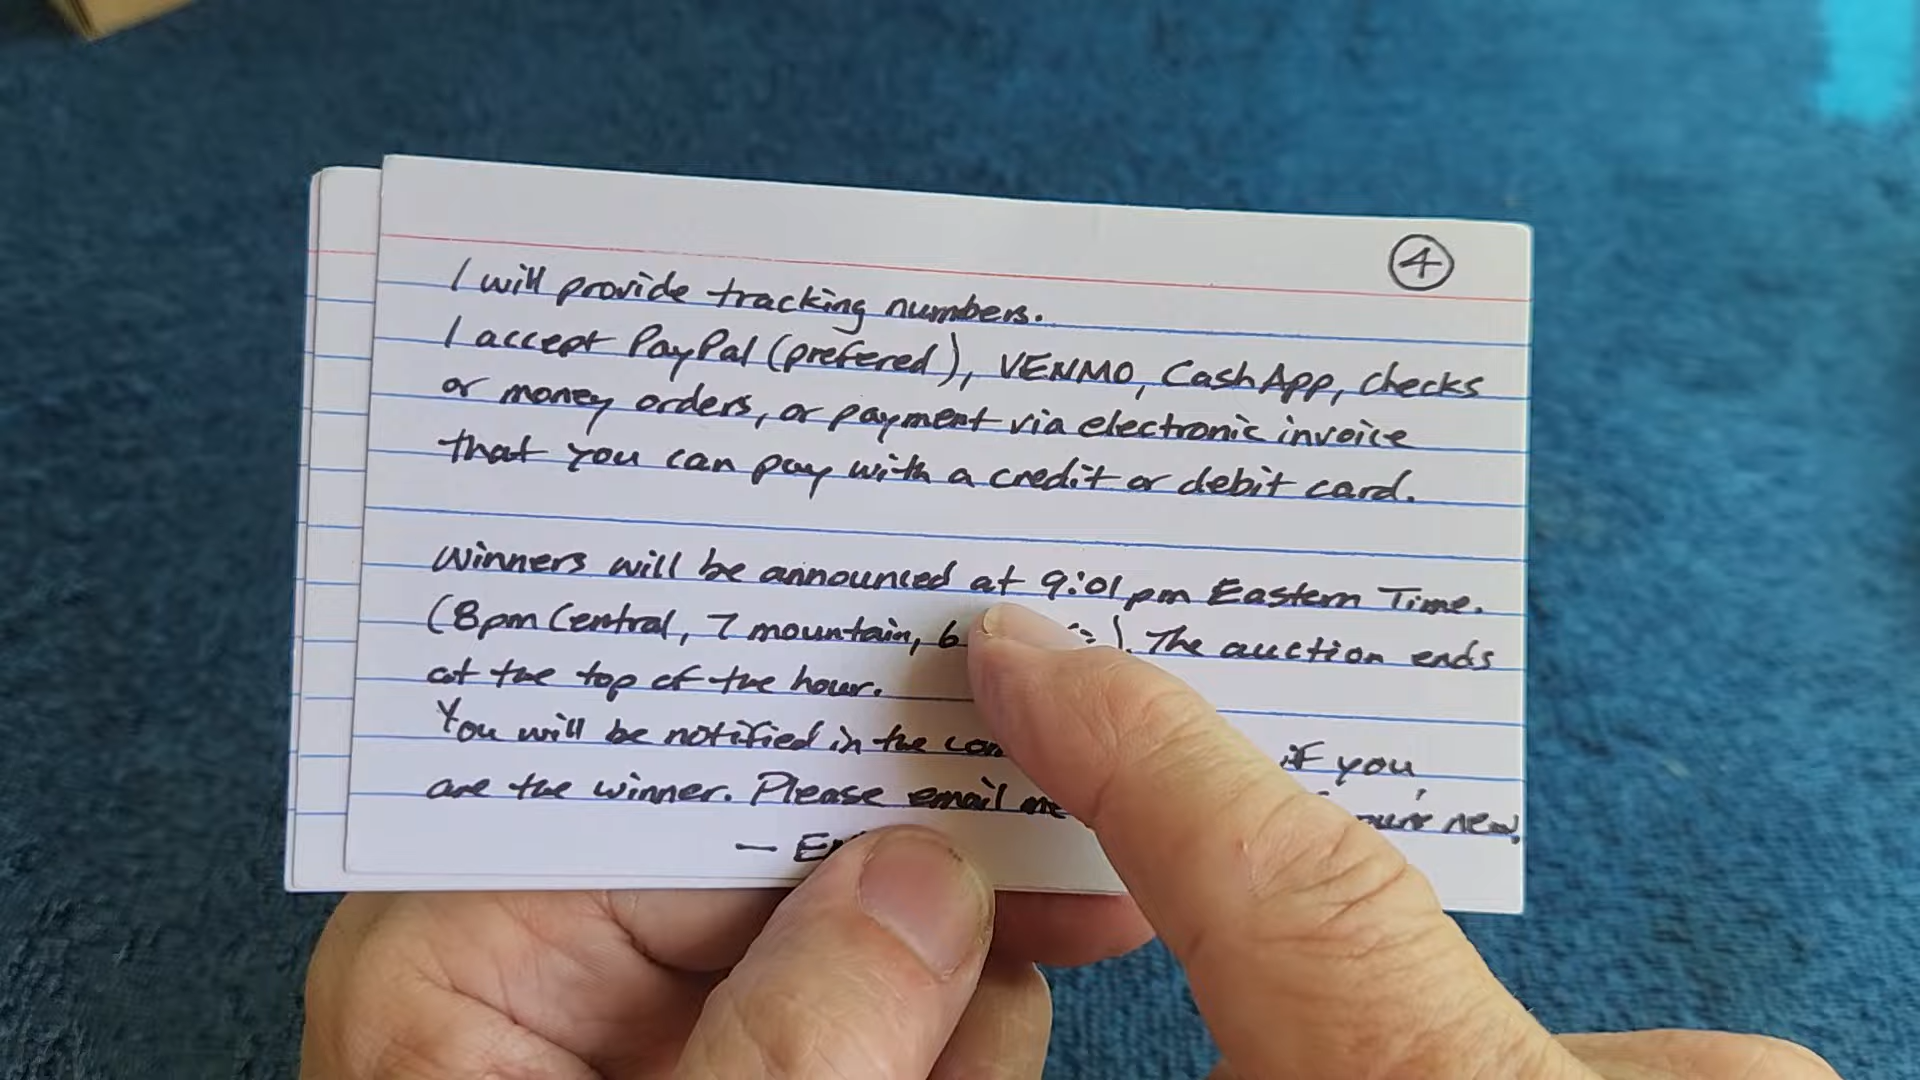 4
I will provide tracking numbers.
I accept PayPal (prefered), VENMO, CashApp, checks
or money orders, or payment via electronic invoice
that you can pay with a credit or debit card.
Winners will be announced at 9:01 pm Eastern Time.
(8pm Central, 7 mountain, 6 ). The auction ends
at the top of the hour.
You will be notified in the if you
are the winner. Please email me new.